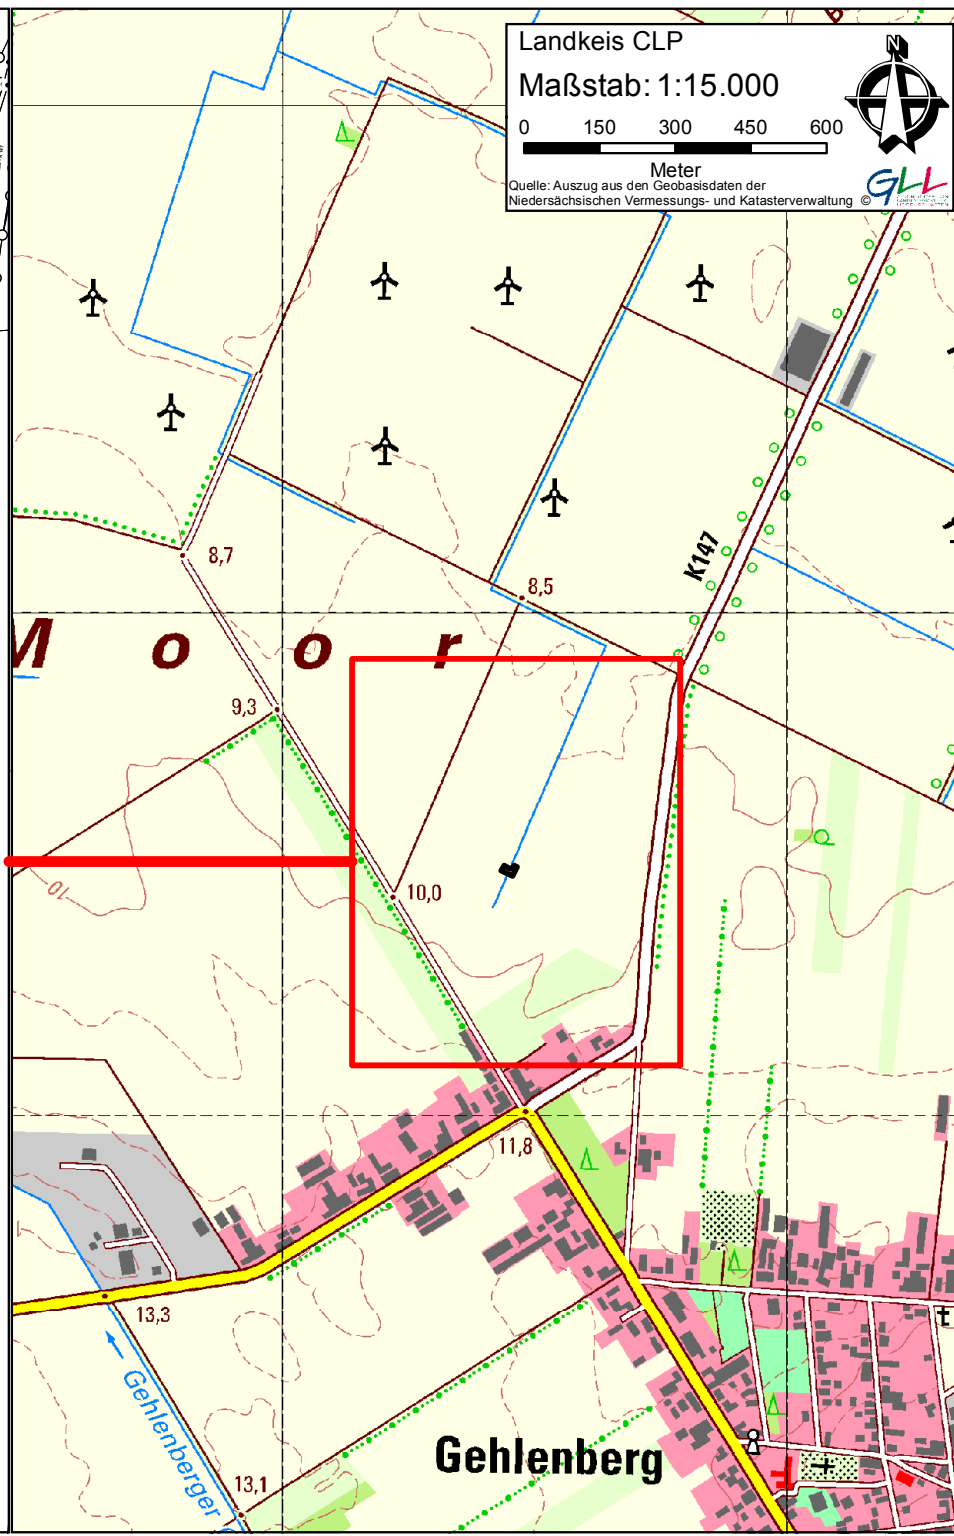 Landkeis CLP
Maßstab: 1:15.000
N
0 150 300 450 600
Meter
Quelle: Auszug aus den Geobasisdaten der
Niedersächsischen Vermessungs- und Katasterverwaltung ©
GLL
K147
8,7
8,5
Moor
9,3
10
10,0
11,8
13,3
Gehlenberger
Gehlenberg
13,1